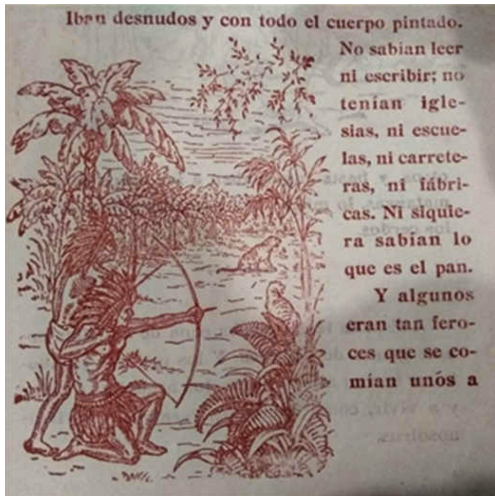 Iban desnudos y con todo el cuerpo pintado.
No sabian leer
ni escribir; no
tenían igle-
sias, ni escue-
las, ni carrete-
ras, ni fábri-
cas. Ni siquie-
ra sabían lo
que es el pan.
Y algunos
eran tan fero-
ces que se co-
mían unos a